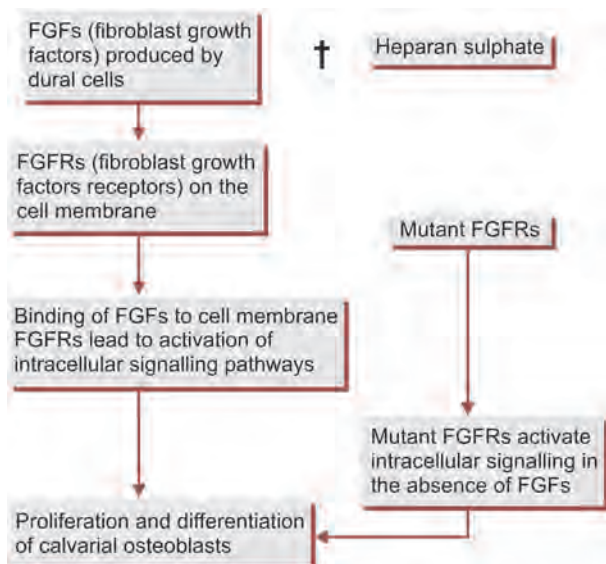 FGFs (fibroblast growth
factors) produced by
dural cells
†
Heparan sulphate
FGFRs (fibroblast growth
factors receptors) on the
cell membrane
Mutant FGFRs
Binding of FGFs to cell membrane
FGFRs lead to activation of
intracellular signalling pathways
Mutant FGFRs activate
intracellular signalling in
the absence of FGFs
Proliferation and differentiation
of calvarial osteoblasts